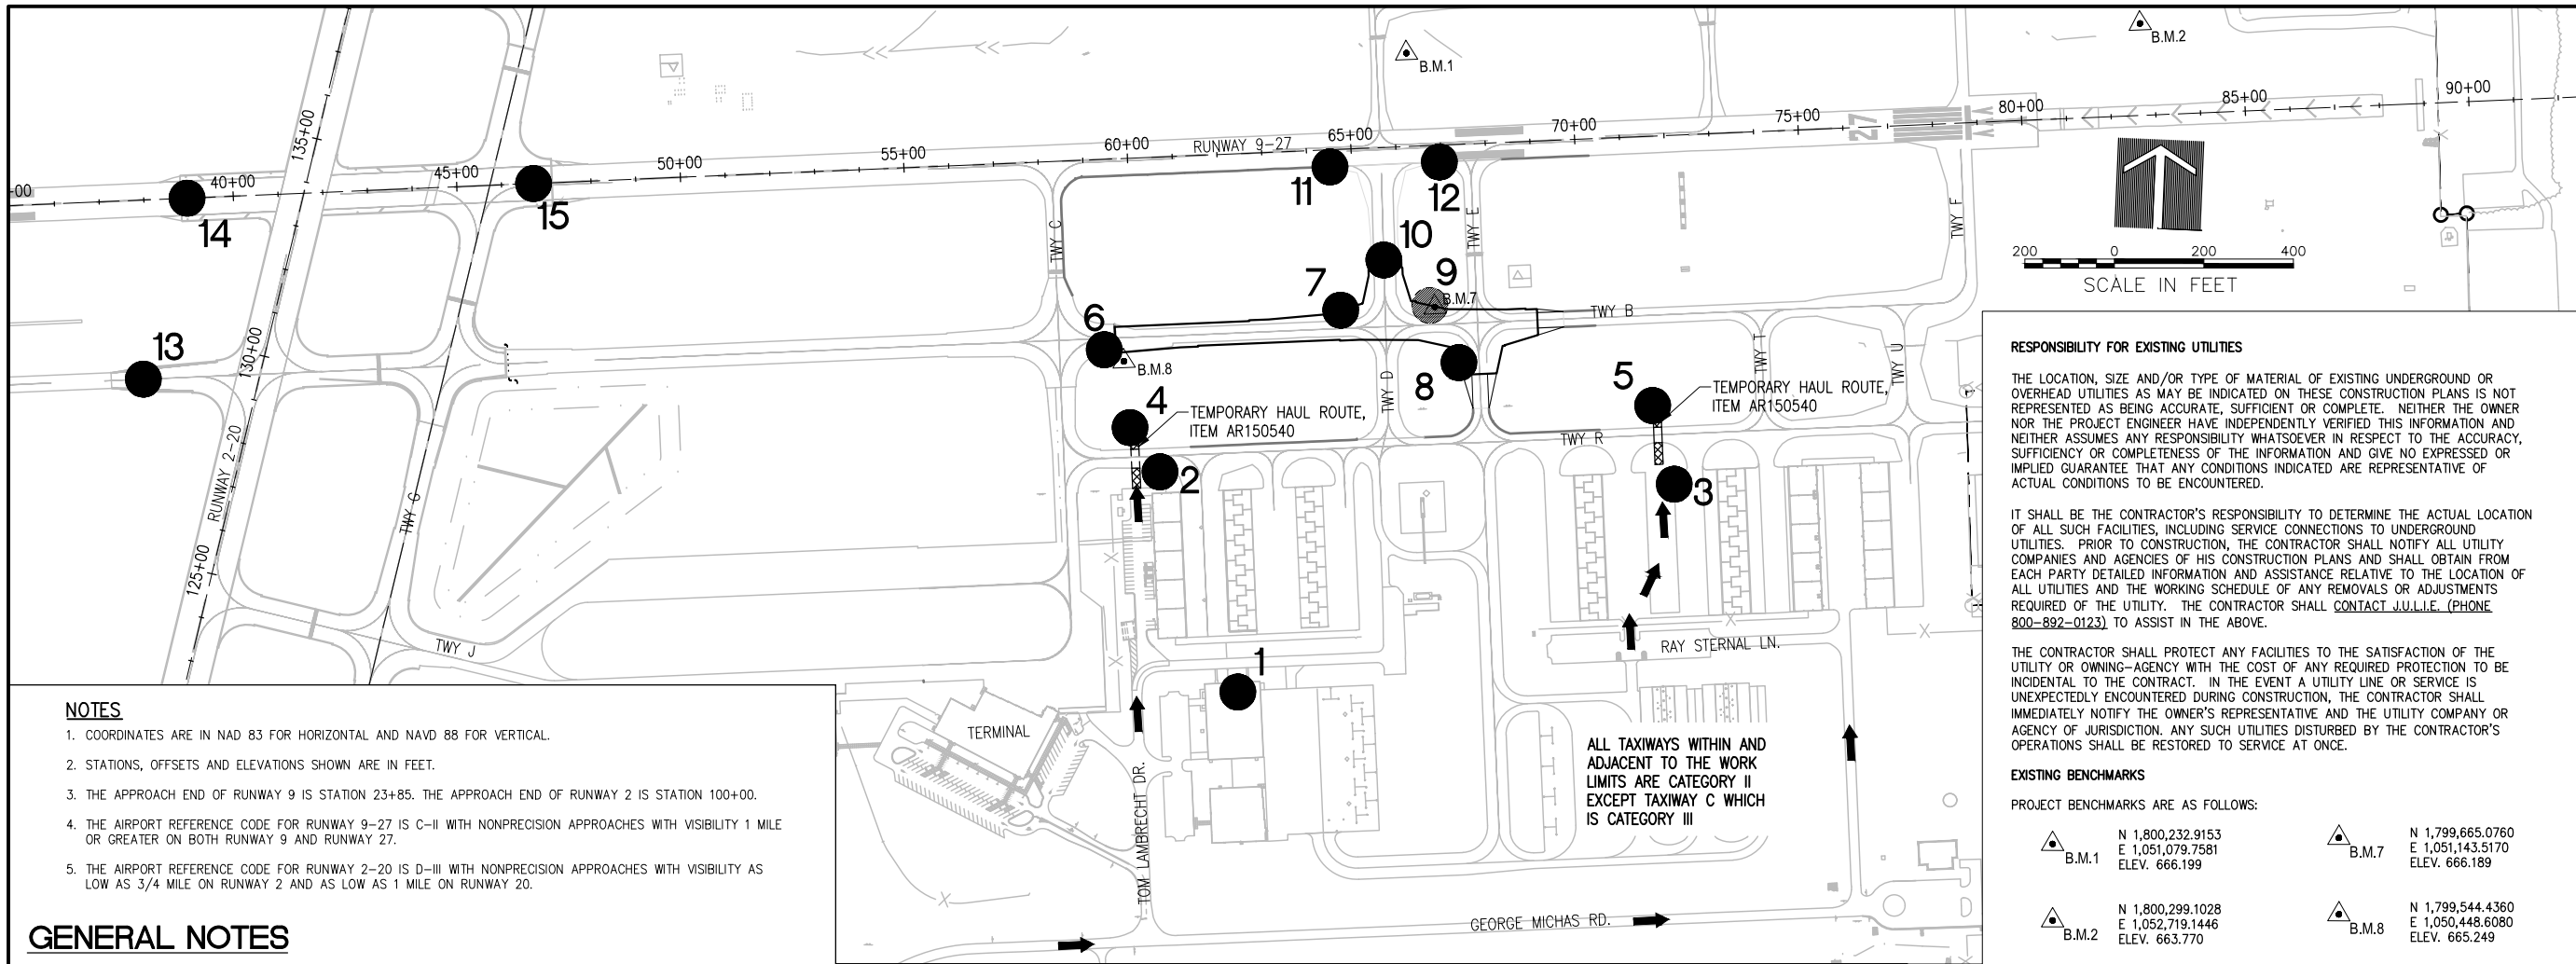 B.M.1
B.M.2
135+00
-00
40+00
45+00
50+00
55+00
60+00
RUNWAY 9-27
65+00
70+00
75+00
27
80+00
85+00
90+00
14
15
11
12
10
7
9
B.M.7
6
B.M.8
13
8
5
4
2
3
1
TWY C
TWY E
TWY F
TWY B
TWY D
TWY T
TWY U
TWY R
TWY G
TWY J
130+00
RUNWAY 2-20
125+00
TEMPORARY HAUL ROUTE,
ITEM AR150540
TEMPORARY HAUL ROUTE,
ITEM AR150540
200 0 200 400
SCALE IN FEET
RAY STERNAL LN.
TERMINAL
TOM LAMBRECHT DR.
GEORGE MICHAS RD.
ALL TAXIWAYS WITHIN AND
ADJACENT TO THE WORK
LIMITS ARE CATEGORY II
EXCEPT TAXIWAY C WHICH
IS CATEGORY III
NOTES
1. COORDINATES ARE IN NAD 83 FOR HORIZONTAL AND NAVD 88 FOR VERTICAL.
2. STATIONS, OFFSETS AND ELEVATIONS SHOWN ARE IN FEET.
3. THE APPROACH END OF RUNWAY 9 IS STATION 23+85. THE APPROACH END OF RUNWAY 2 IS STATION 100+00.
4. THE AIRPORT REFERENCE CODE FOR RUNWAY 9-27 IS C-II WITH NONPRECISION APPROACHES WITH VISIBILITY 1 MILE
OR GREATER ON BOTH RUNWAY 9 AND RUNWAY 27.
5. THE AIRPORT REFERENCE CODE FOR RUNWAY 2-20 IS D-III WITH NONPRECISION APPROACHES WITH VISIBILITY AS
LOW AS 3/4 MILE ON RUNWAY 2 AND AS LOW AS 1 MILE ON RUNWAY 20.
GENERAL NOTES
RESPONSIBILITY FOR EXISTING UTILITIES
THE LOCATION, SIZE AND/OR TYPE OF MATERIAL OF EXISTING UNDERGROUND OR
OVERHEAD UTILITIES AS MAY BE INDICATED ON THESE CONSTRUCTION PLANS IS NOT
REPRESENTED AS BEING ACCURATE, SUFFICIENT OR COMPLETE. NEITHER THE OWNER
NOR THE PROJECT ENGINEER HAVE INDEPENDENTLY VERIFIED THIS INFORMATION AND
NEITHER ASSUMES ANY RESPONSIBILITY WHATSOEVER IN RESPECT TO THE ACCURACY,
SUFFICIENCY OR COMPLETENESS OF THE INFORMATION AND GIVE NO EXPRESSED OR
IMPLIED GUARANTEE THAT ANY CONDITIONS INDICATED ARE REPRESENTATIVE OF
ACTUAL CONDITIONS TO BE ENCOUNTERED.
IT SHALL BE THE CONTRACTOR'S RESPONSIBILITY TO DETERMINE THE ACTUAL LOCATION
OF ALL SUCH FACILITIES, INCLUDING SERVICE CONNECTIONS TO UNDERGROUND
UTILITIES. PRIOR TO CONSTRUCTION, THE CONTRACTOR SHALL NOTIFY ALL UTILITY
COMPANIES AND AGENCIES OF HIS CONSTRUCTION PLANS AND SHALL OBTAIN FROM
EACH PARTY DETAILED INFORMATION AND ASSISTANCE RELATIVE TO THE LOCATION OF
ALL UTILITIES AND THE WORKING SCHEDULE OF ANY REMOVALS OR ADJUSTMENTS
REQUIRED OF THE UTILITY. THE CONTRACTOR SHALL CONTACT J.U.L.I.E. (PHONE
800-892-0123) TO ASSIST IN THE ABOVE.
THE CONTRACTOR SHALL PROTECT ANY FACILITIES TO THE SATISFACTION OF THE
UTILITY OR OWNING-AGENCY WITH THE COST OF ANY REQUIRED PROTECTION TO BE
INCIDENTAL TO THE CONTRACT. IN THE EVENT A UTILITY LINE OR SERVICE IS
UNEXPECTEDLY ENCOUNTERED DURING CONSTRUCTION, THE CONTRACTOR SHALL
IMMEDIATELY NOTIFY THE OWNER'S REPRESENTATIVE AND THE UTILITY COMPANY OR
AGENCY OF JURISDICTION. ANY SUCH UTILITIES DISTURBED BY THE CONTRACTOR'S
OPERATIONS SHALL BE RESTORED TO SERVICE AT ONCE.
EXISTING BENCHMARKS
PROJECT BENCHMARKS ARE AS FOLLOWS:
B.M.1
N 1,800,232.9153
E 1,051,079.7581
ELEV. 666.199
B.M.7
N 1,799,665.0760
E 1,051,143.5170
ELEV. 666.189
B.M.2
N 1,800,299.1028
E 1,052,719.1446
ELEV. 663.770
B.M.8
N 1,799,544.4360
E 1,050,448.6080
ELEV. 665.249